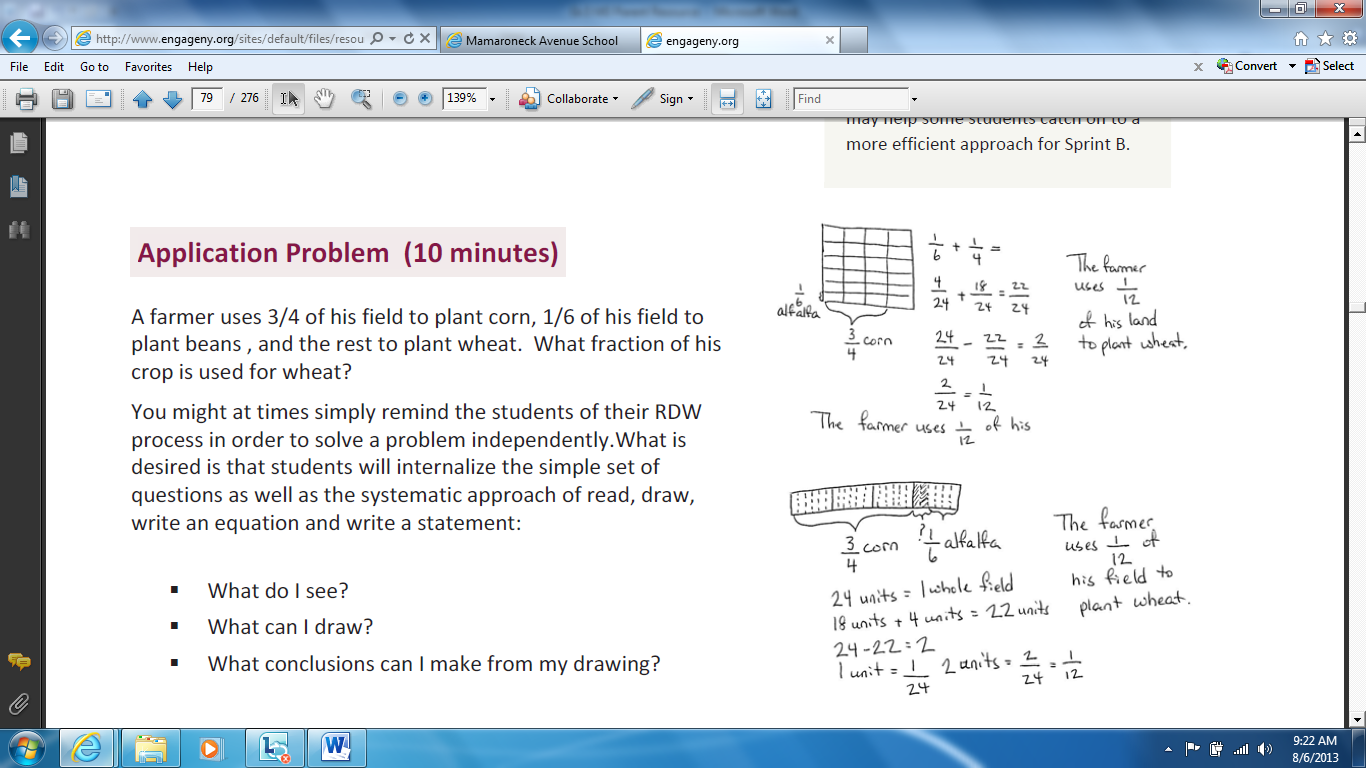 http://www.engageny.org/sites/default/files/resou
Mamaroneck Avenue School
engageny.org
File Edit Go to Favorites Help
x Convert Select
79 / 276
139%
Collaborate
Sign
Find
may help some students catch on to a
more efficient approach for Sprint B.
Application Problem (10 minutes)
A farmer uses 3/4 of his field to plant corn, 1/6 of his field to
plant beans , and the rest to plant wheat. What fraction of his
crop is used for wheat?
You might at times simply remind the students of their RDW
process in order to solve a problem independently.What is
desired is that students will internalize the simple set of
questions as well as the systematic approach of read, draw,
write an equation and write a statement:
▪ What do I see?
▪ What can I draw?
▪ What conclusions can I make from my drawing?
1/6
alfalfa
3/4 corn
1/6 + 1/4 =
4/24 + 18/24 = 22/24
24/24 - 22/24 = 2/24
2/24 = 1/12
The farmer
uses 1/12
of his land
to plant wheat.
The farmer uses 1/12 of his
3/4 corn ? 1/6 alfalfa
24 units = 1 whole field
18 units + 4 units = 22 units
24-22=2
1 unit = 1/24 2 units = 2/24 = 1/12
The farmer
uses 1/12 of
his field to
plant wheat.
9:22 AM
8/6/2013